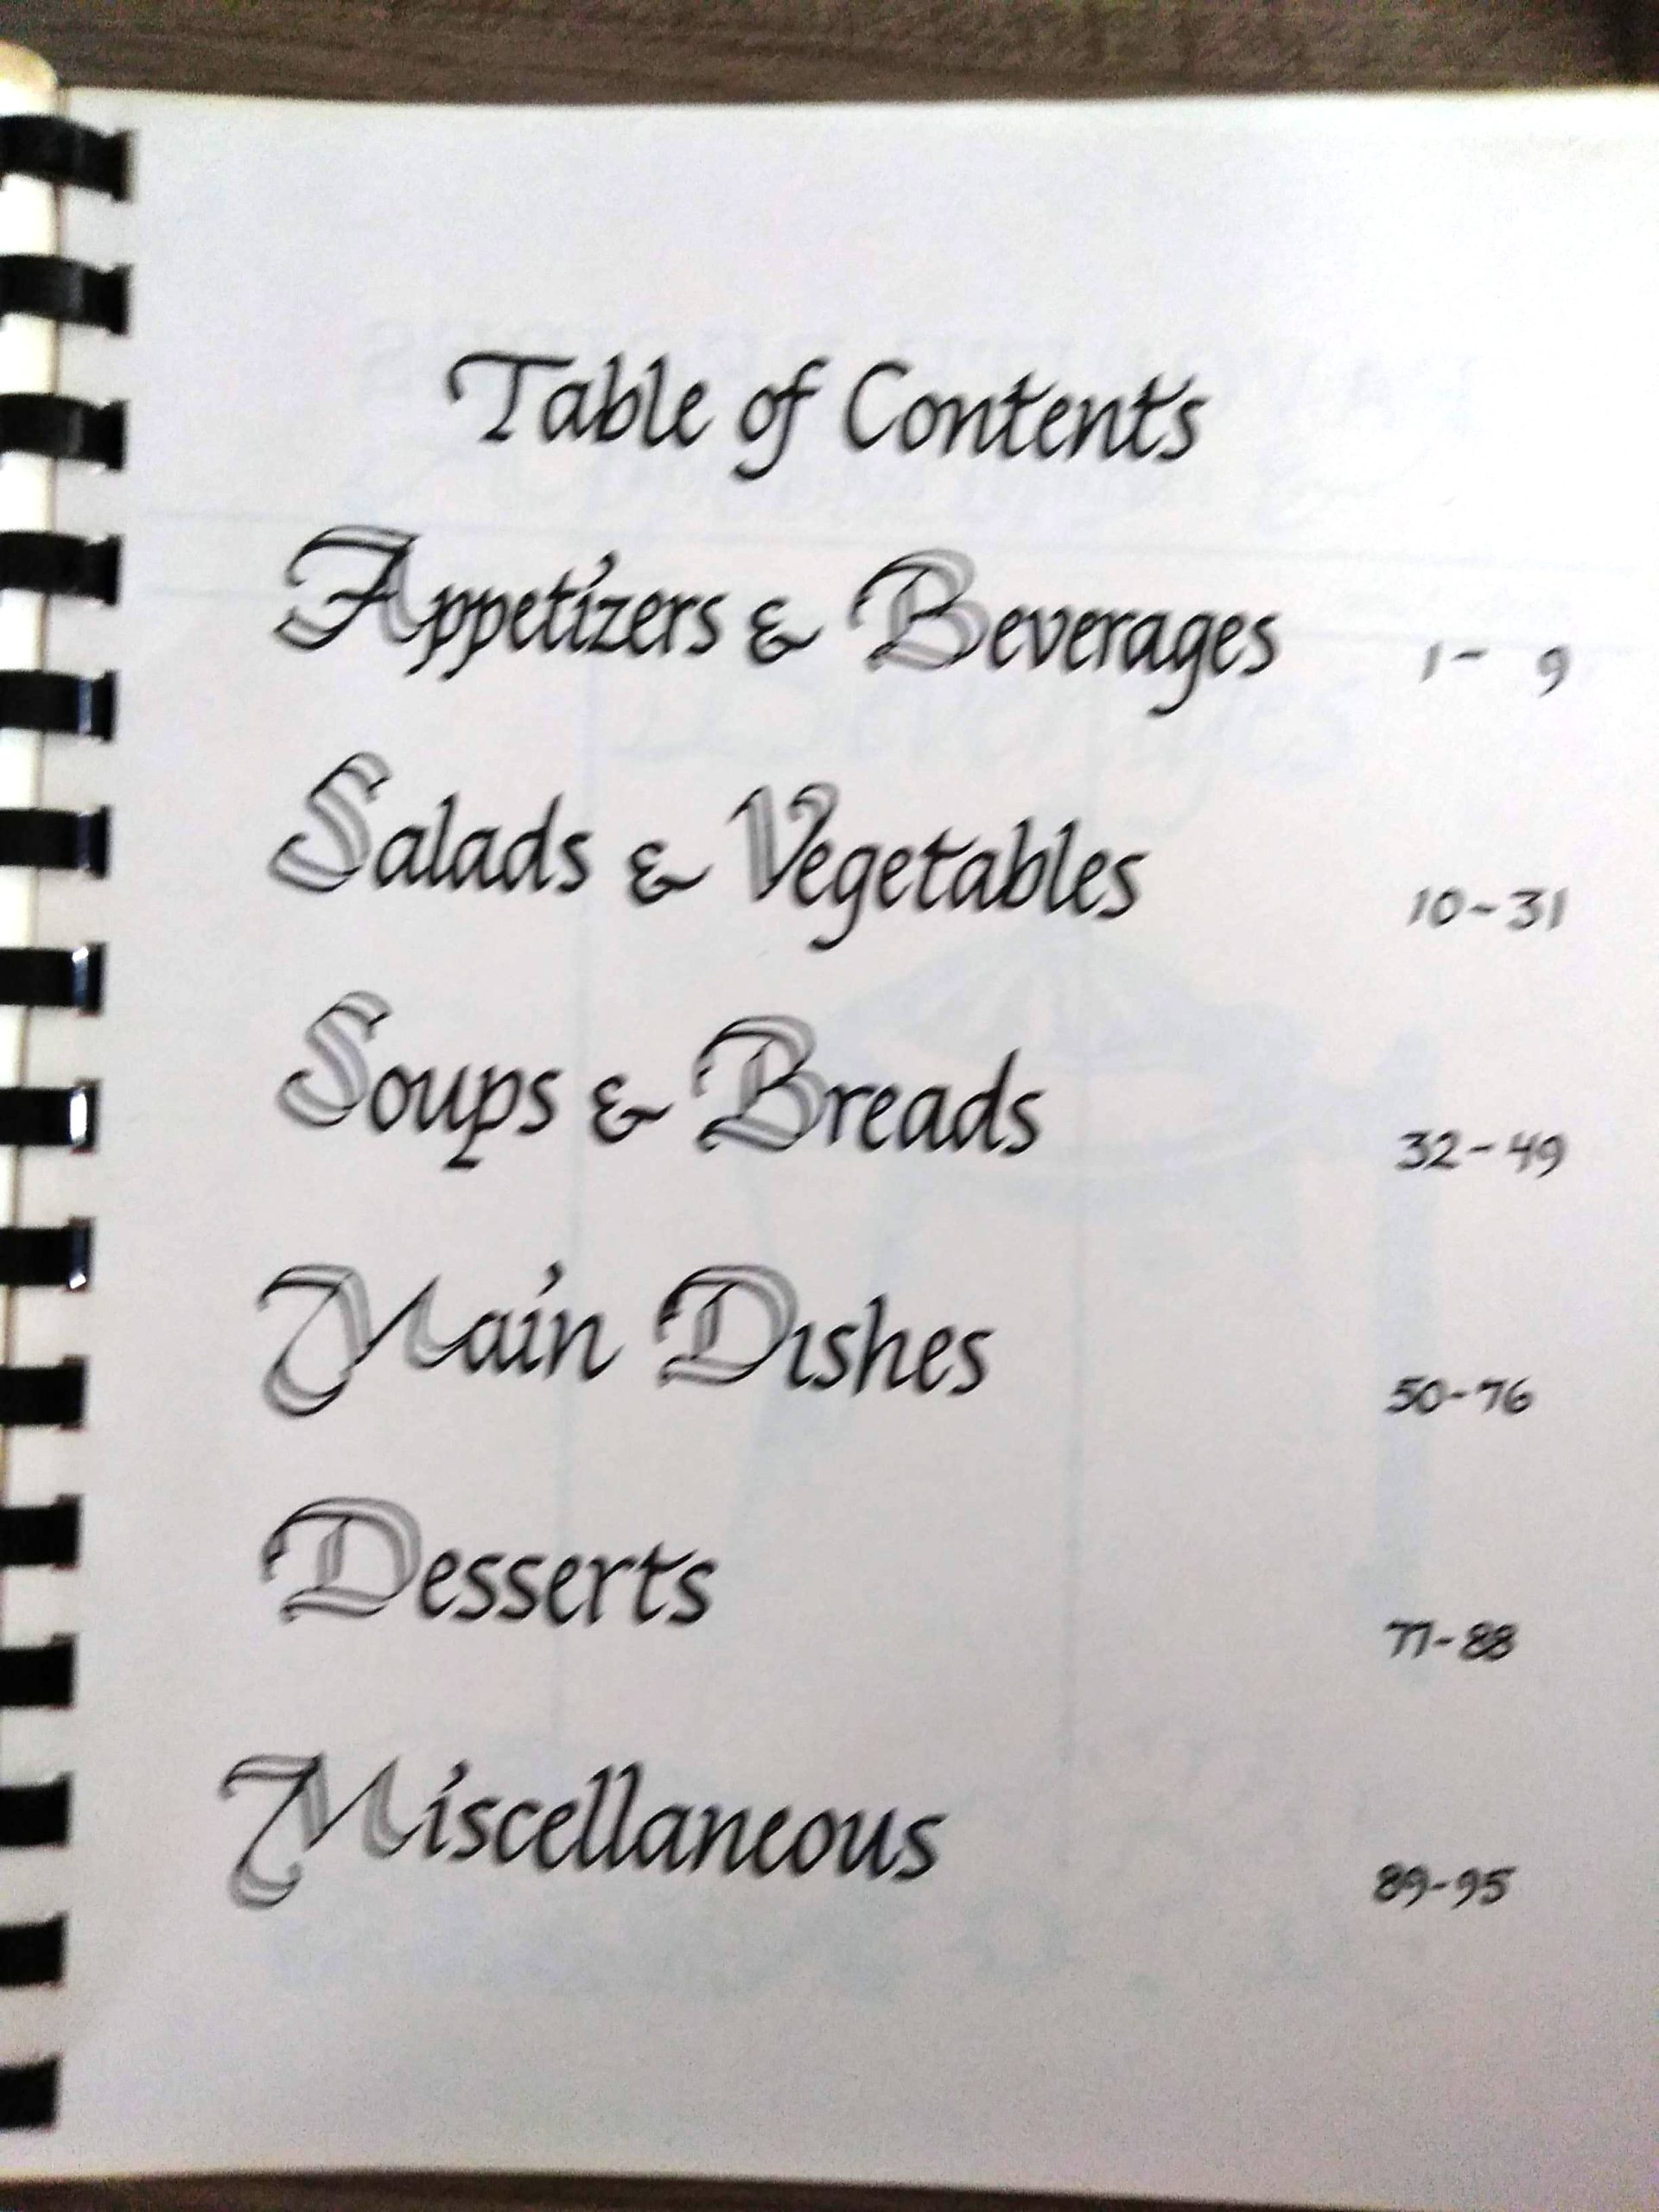 Table of Contents
Appetizers & Beverages 1- 9
Salads & Vegetables 10-31
Soups & Breads 32-49
Main Dishes 50-76
Desserts 77-88
Miscellaneous 89-95